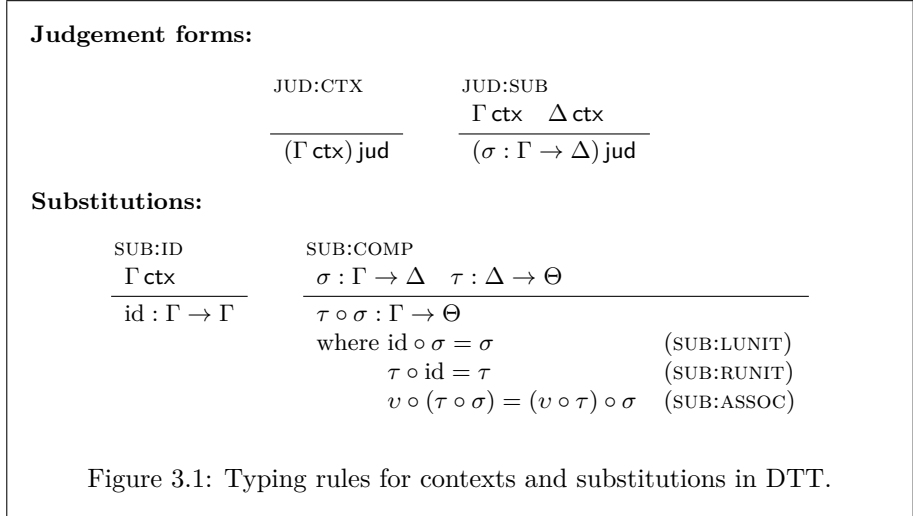 Judgement forms:
JUD:CTX JUD:SUB
Γ ctx Δ ctx
(Γ ctx) jud (σ : Γ → Δ) jud
Substitutions:
SUB:ID SUB:COMP
Γ ctx σ : Γ → Δ τ : Δ → Θ
id : Γ → Γ τ ∘ σ : Γ → Θ
where id ∘ σ = σ (SUB:LUNIT)
τ ∘ id = τ (SUB:RUNIT)
υ ∘ (τ ∘ σ) = (υ ∘ τ) ∘ σ (SUB:ASSOC)
Figure 3.1: Typing rules for contexts and substitutions in DTT.